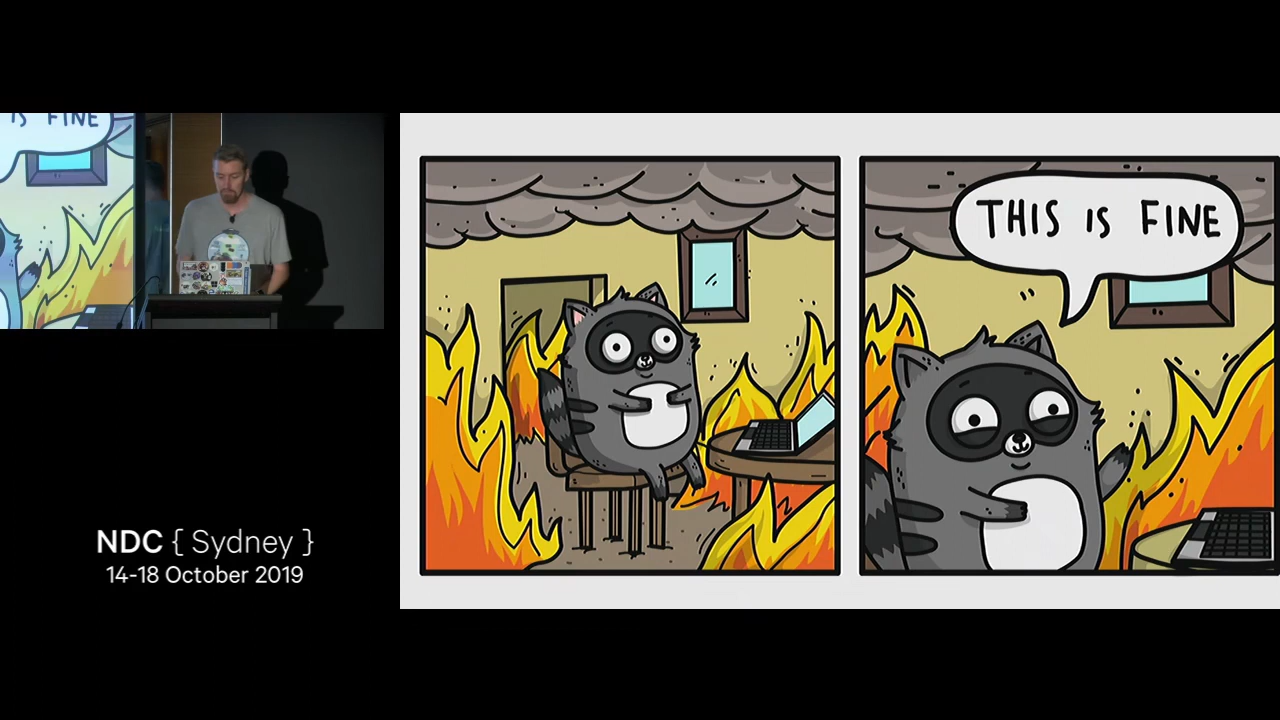 IS FINE
THIS IS FINE
NDC { Sydney }
14-18 October 2019